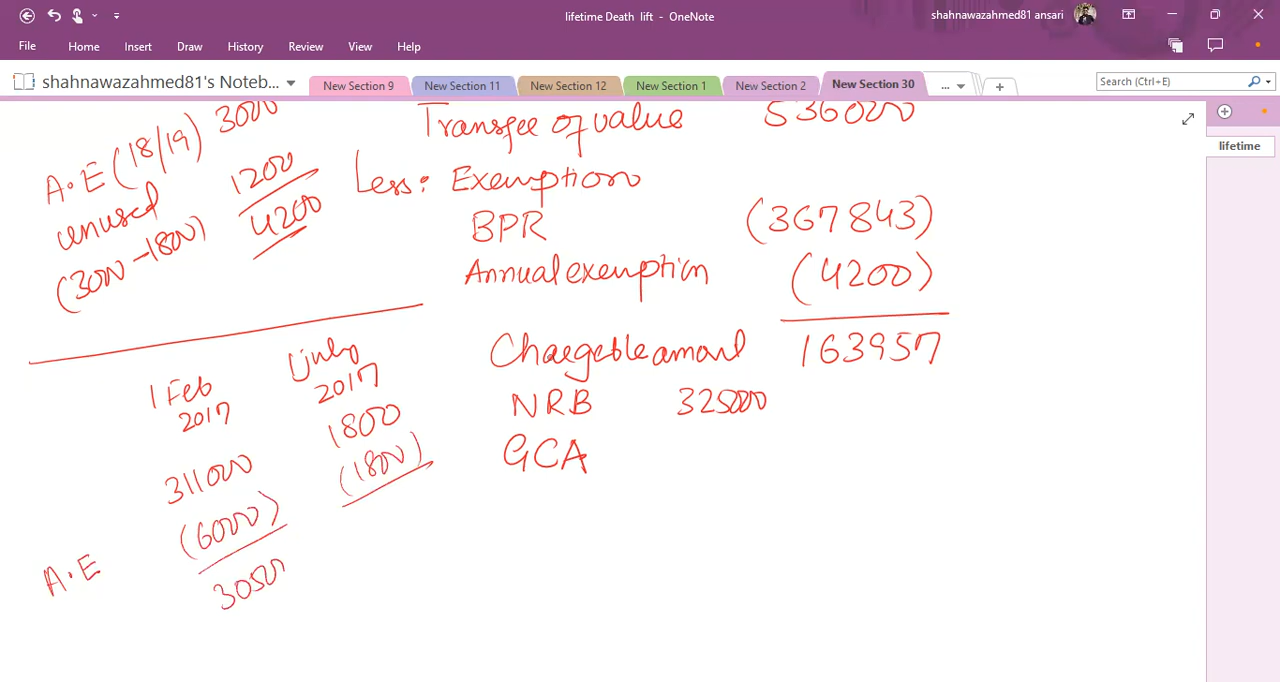 lifetime Death lift - OneNote
shahnawazahmed81 ansari
File Home Insert Draw History Review View Help
shahnawazahmed81's Noteb...
New Section 9
New Section 11
New Section 12
New Section 1
New Section 2
New Section 30
...
Search (Ctrl+E)
lifetime
A.E (18/19) 3000
unused 1200
(3000 - 1800) 4200
Transfer of value 536000
Less: Exemption
BPR (367843)
Annual exemption (4200)
Chargeable amount 163957
NRB 325000
GCA
1 Feb 2017
1 july 2017
311000
1800
A.E (6000)
(1800)